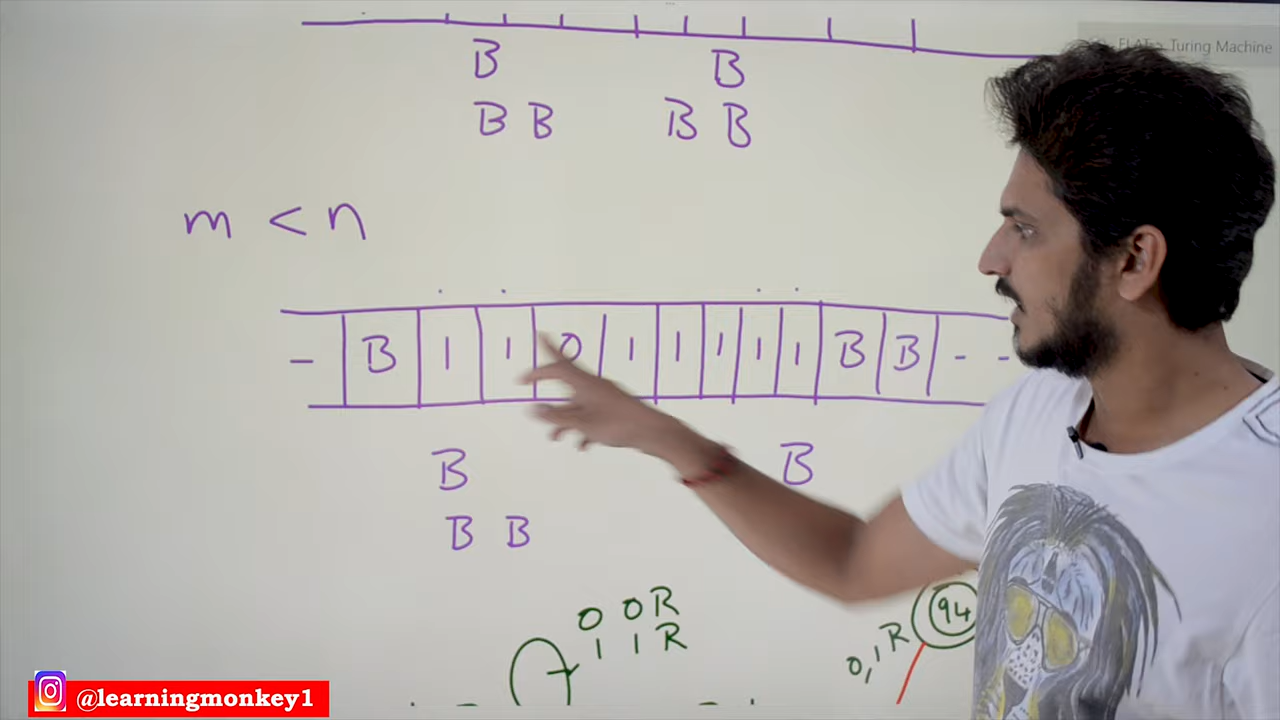 FLAT > Turing Machine
B B
B B B B
m < n
- B 1 1 0 1 1 1 1 1 B B - -
B B
B B
0 0 R
1 1 R
94
0,1 R
@learningmonkey1